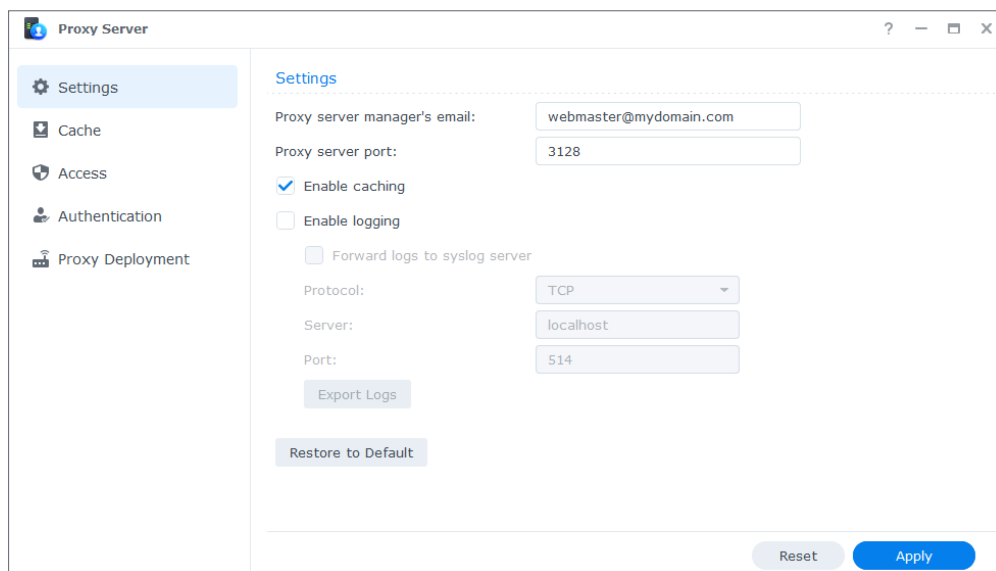 Proxy Server
?
Settings
Cache
Access
Authentication
Proxy Deployment
Settings
Proxy server manager's email: webmaster@mydomain.com
Proxy server port: 3128
Enable caching
Enable logging
Forward logs to syslog server
Protocol: TCP
Server: localhost
Port: 514
Export Logs
Restore to Default
Reset Apply